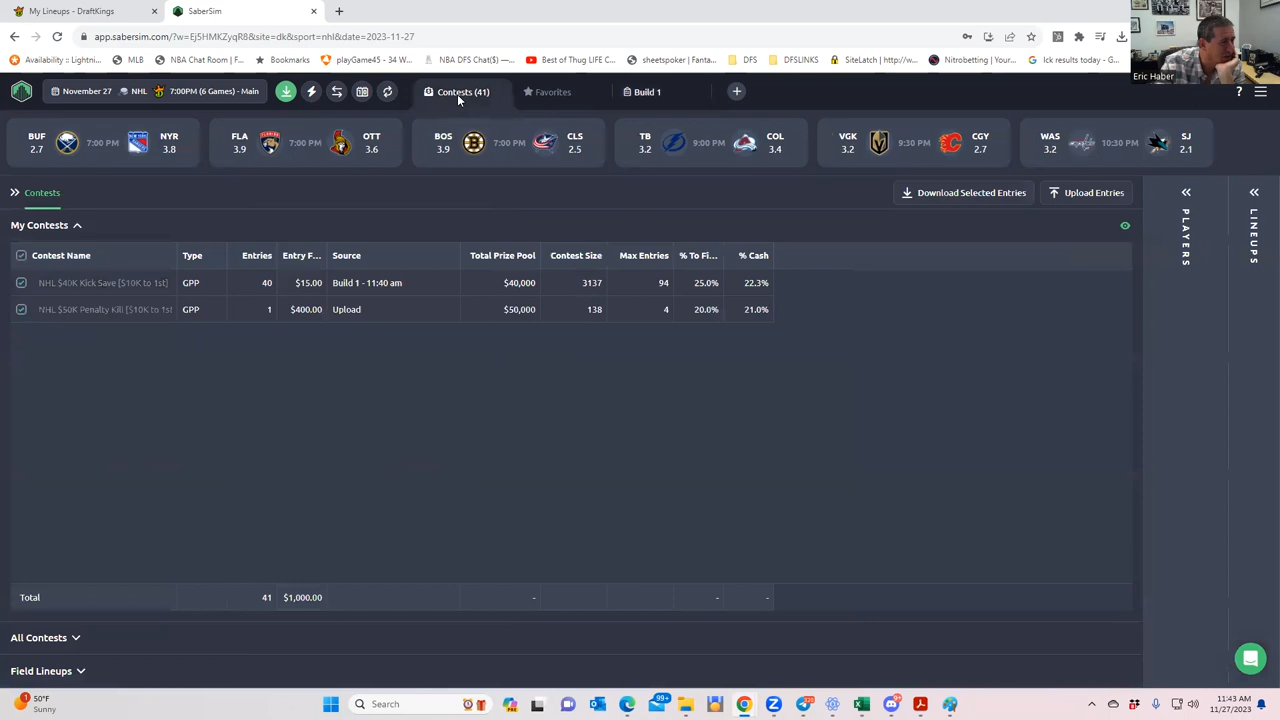 My Lineups - DraftKings
SaberSim
app.sabersim.com/?w=Ej5HMKZyqR8&site=dk&sport=nhl&date=2023-11-27
Availability :: Lightni...
MLB
NBA Chat Room | F...
Bookmarks
playGame45 - 34 W...
NBA DFS Chat($) —...
Best of Thug LIFE C...
sheetspoker | Fanta...
DFS
DFSLINKS
SiteLatch | http://w...
Nitrobetting | Your...
Ick results today - G...
Eric Haber
November 27 NHL 7:00PM (6 Games) - Main
Contests (41)
Favorites
Build 1
BUF 7:00 PM NYR
2.7 3.8
FLA 7:00 PM OTT
3.6
BOS 7:00 PM CLS
3.9 2.5
TB 9:00 PM COL
3.2 3.4
VGK 9:30 PM CGY
3.2 2.7
WAS 10:30 PM SJ
3.2 2.1
Contests
Download Selected Entries
Upload Entries
My Contests
Contest Name Type Entries Entry F... Source Total Prize Pool Contest Size Max Entries % To Fi... % Cash
NHL $40K Kick Save [$10K to 1st] GPP 40 $15.00 Build 1 - 11:40 am $40,000 3137 94 25.0% 22.3%
NHL $50K Penalty Kill [$10K to 1st GPP 1 $400.00 Upload $50,000 138 4 20.0% 21.0%
Total 41 $1,000.00 - - -
All Contests
Field Lineups
PLAYERS
LINEUPS
50°F
Sunny
Search
99+
11:43 AM
11/27/2023